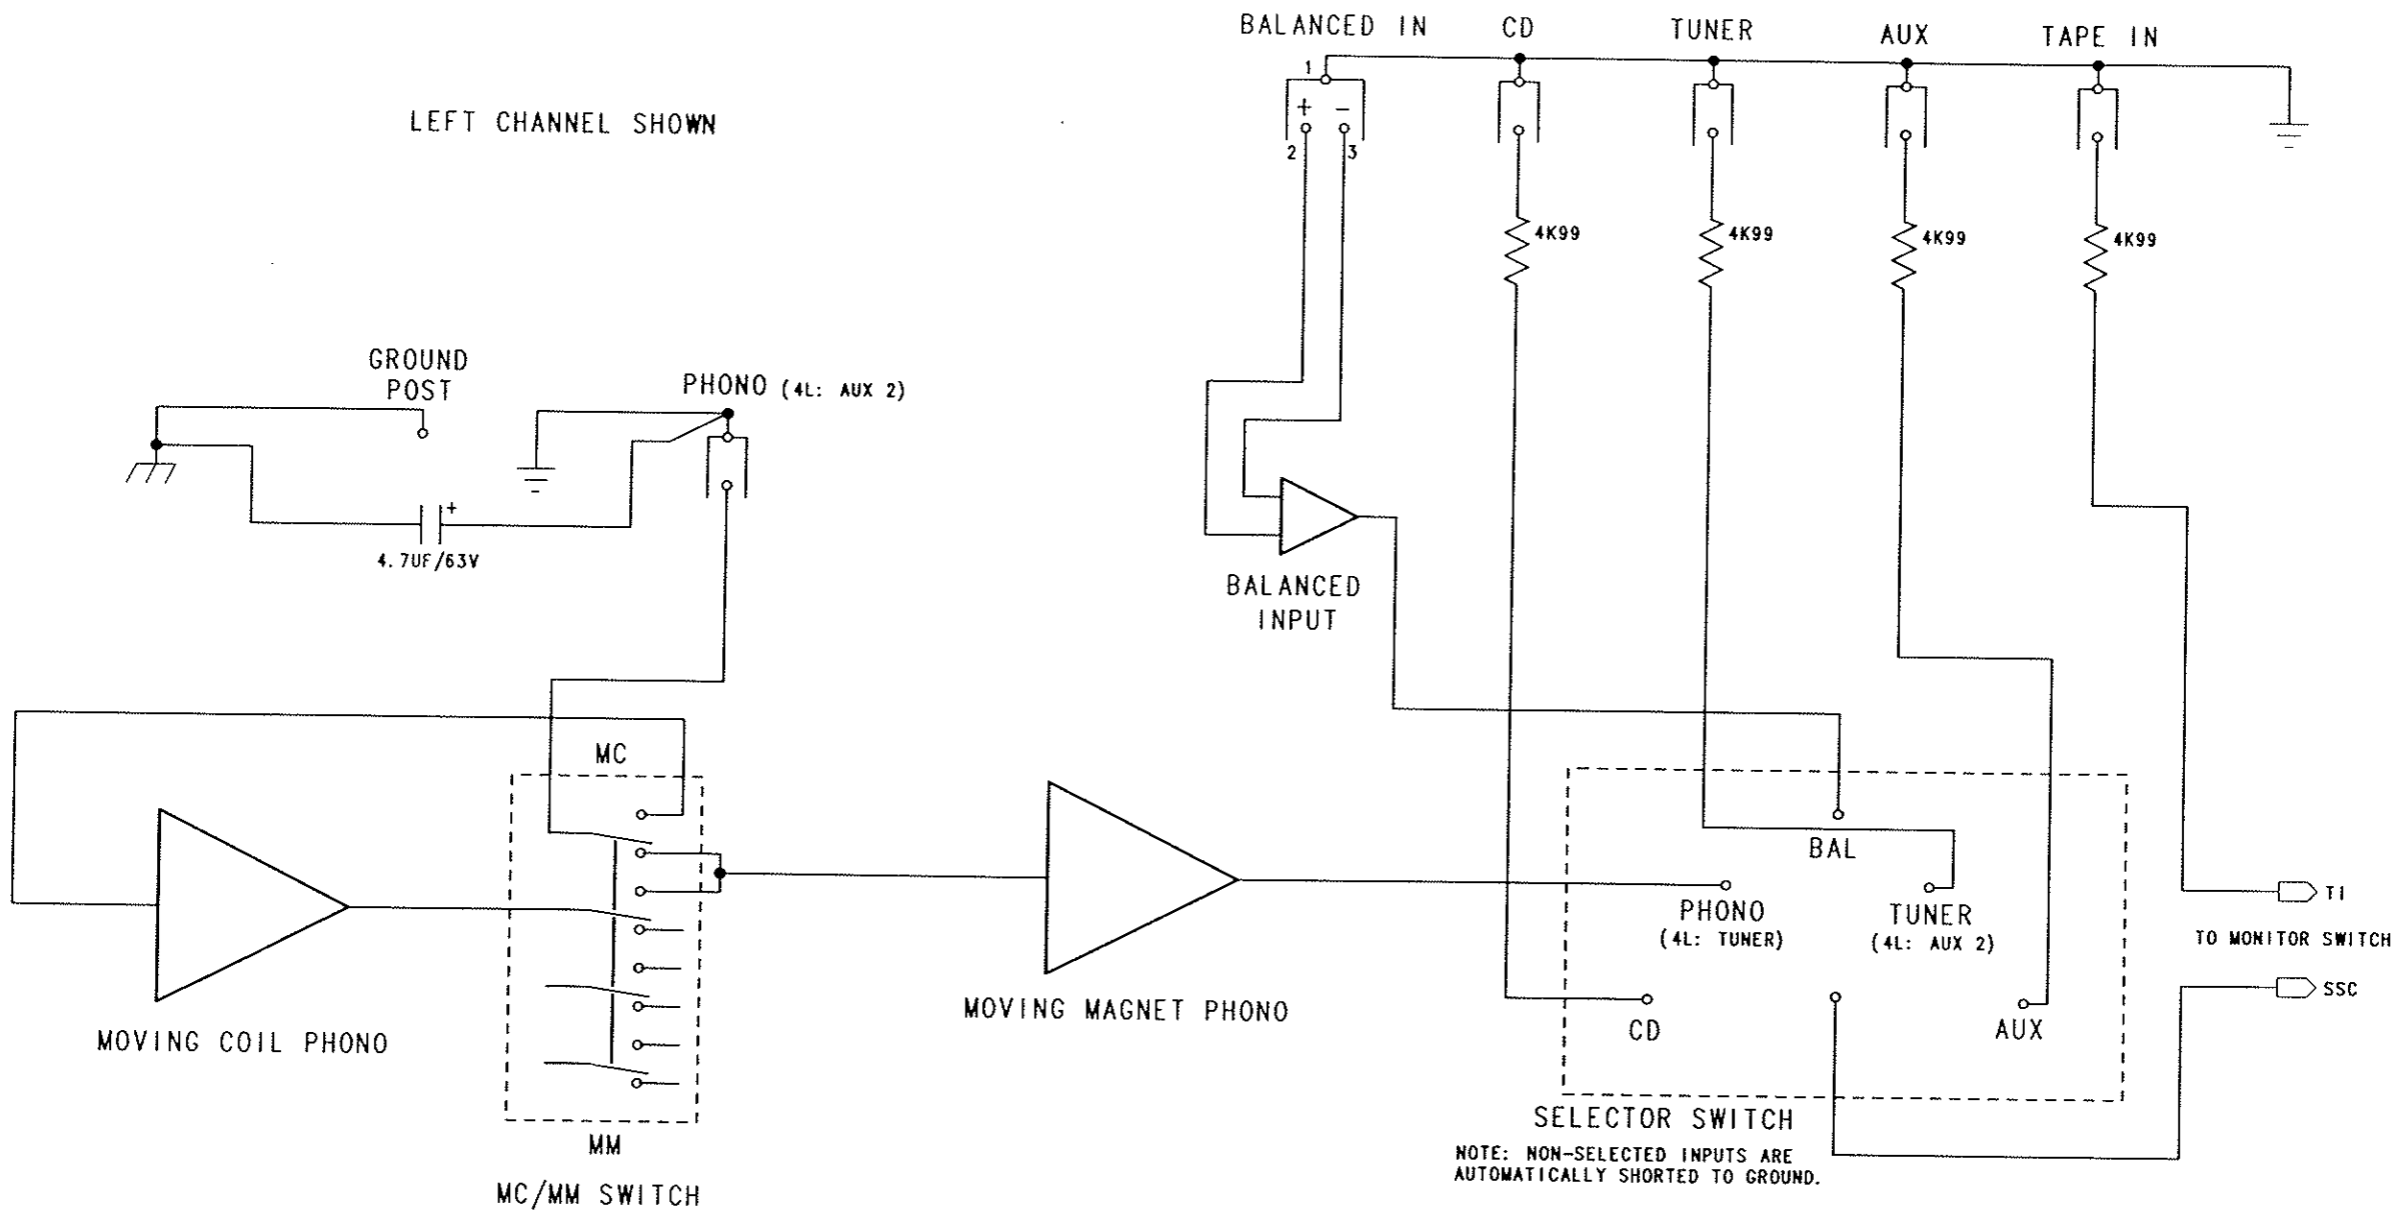 BALANCED IN
CD
TUNER
AUX
TAPE IN
LEFT CHANNEL SHOWN
1
+ −
2
3
4K99
4K99
4K99
4K99
GROUND
POST
PHONO (4L: AUX 2)
+
4.7UF/63V
BALANCED
INPUT
MC
BAL
PHONO
(4L: TUNER)
TUNER
(4L: AUX 2)
TI
TO MONITOR SWITCH
SSC
MOVING COIL PHONO
MOVING MAGNET PHONO
CD
AUX
MM
MC/MM SWITCH
SELECTOR SWITCH
NOTE: NON-SELECTED INPUTS ARE
AUTOMATICALLY SHORTED TO GROUND.